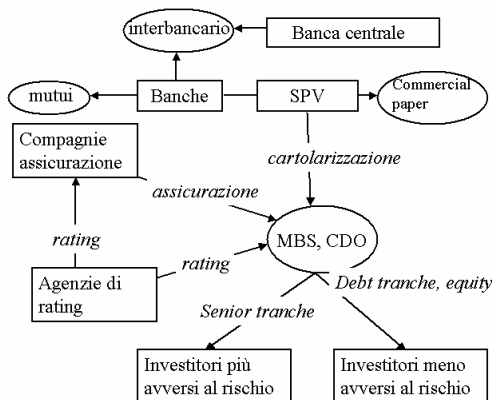 interbancario
Banca centrale
mutui
Banche
SPV
Commercial
paper
Compagnie
assicurazione
cartolarizzazione
assicurazione
rating
MBS, CDO
rating
Agenzie di
rating
Debt tranche, equity
Senior tranche
Investitori più
avversi al rischio
Investitori meno
avversi al rischio